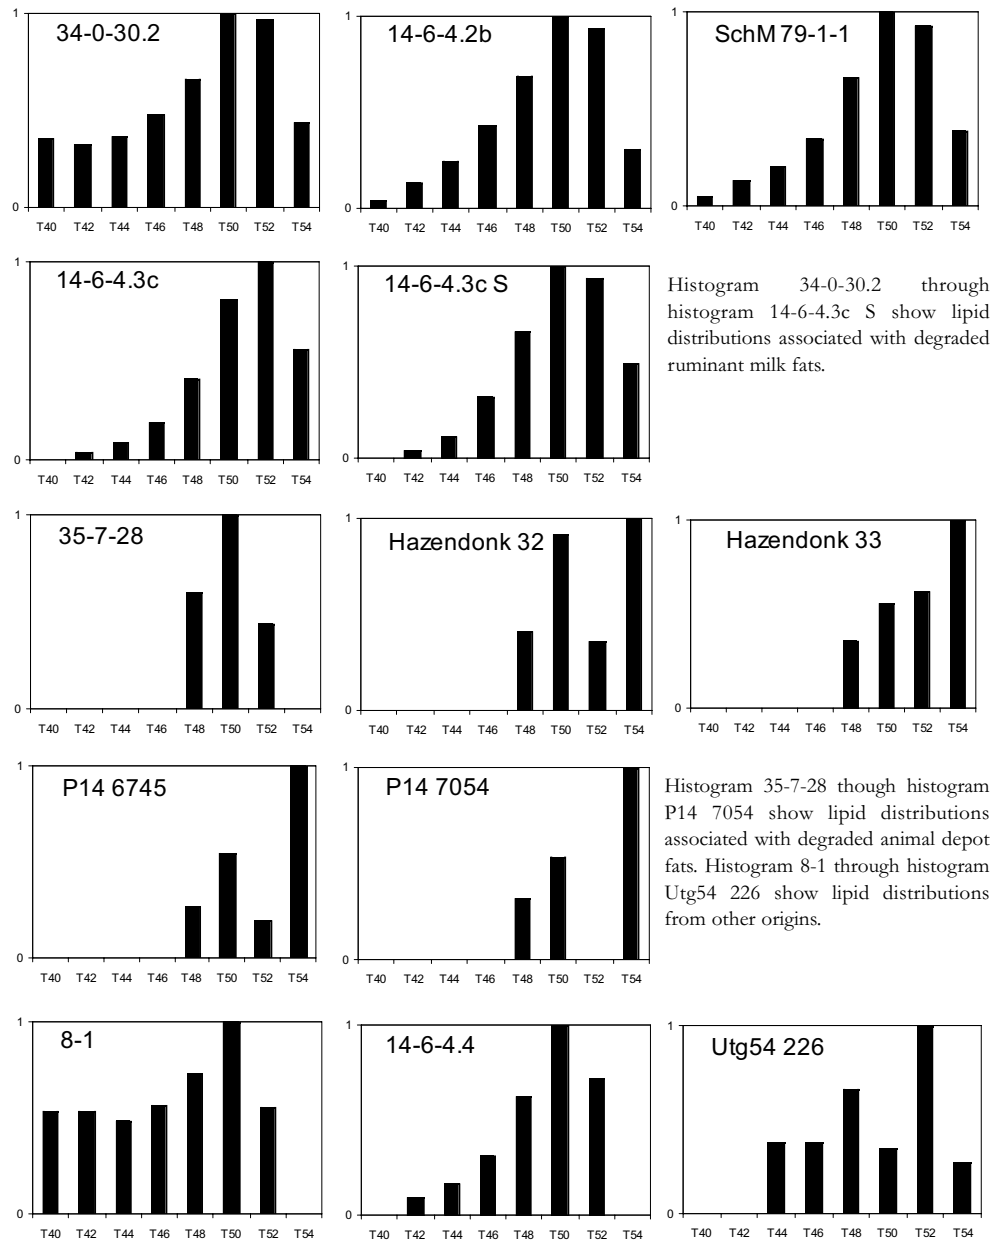 34-0-30.2
1
0
T40 T42 T44 T46 T48 T50 T52 T54
14-6-4.2b
1
0
T40 T42 T44 T46 T48 T50 T52 T54
SchM 79-1-1
1
0
T40 T42 T44 T46 T48 T50 T52 T54
14-6-4.3c
1
0
T40 T42 T44 T46 T48 T50 T52 T54
14-6-4.3c S
1
0
T40 T42 T44 T46 T48 T50 T52 T54
Histogram 34-0-30.2 through
histogram 14-6-4.3c S show lipid
distributions associated with degraded
ruminant milk fats.
35-7-28
1
0
T40 T42 T44 T46 T48 T50 T52 T54
Hazendonk 32
1
0
T40 T42 T44 T46 T48 T50 T52 T54
Hazendonk 33
1
0
T40 T42 T44 T46 T48 T50 T52 T54
P14 6745
1
0
T40 T42 T44 T46 T48 T50 T52 T54
P14 7054
1
0
T40 T42 T44 T46 T48 T50 T52 T54
Histogram 35-7-28 though histogram
P14 7054 show lipid distributions
associated with degraded animal depot
fats. Histogram 8-1 through histogram
Utg54 226 show lipid distributions
from other origins.
8-1
1
0
T40 T42 T44 T46 T48 T50 T52 T54
14-6-4.4
1
0
T40 T42 T44 T46 T48 T50 T52 T54
Utg54 226
1
0
T40 T42 T44 T46 T48 T50 T52 T54